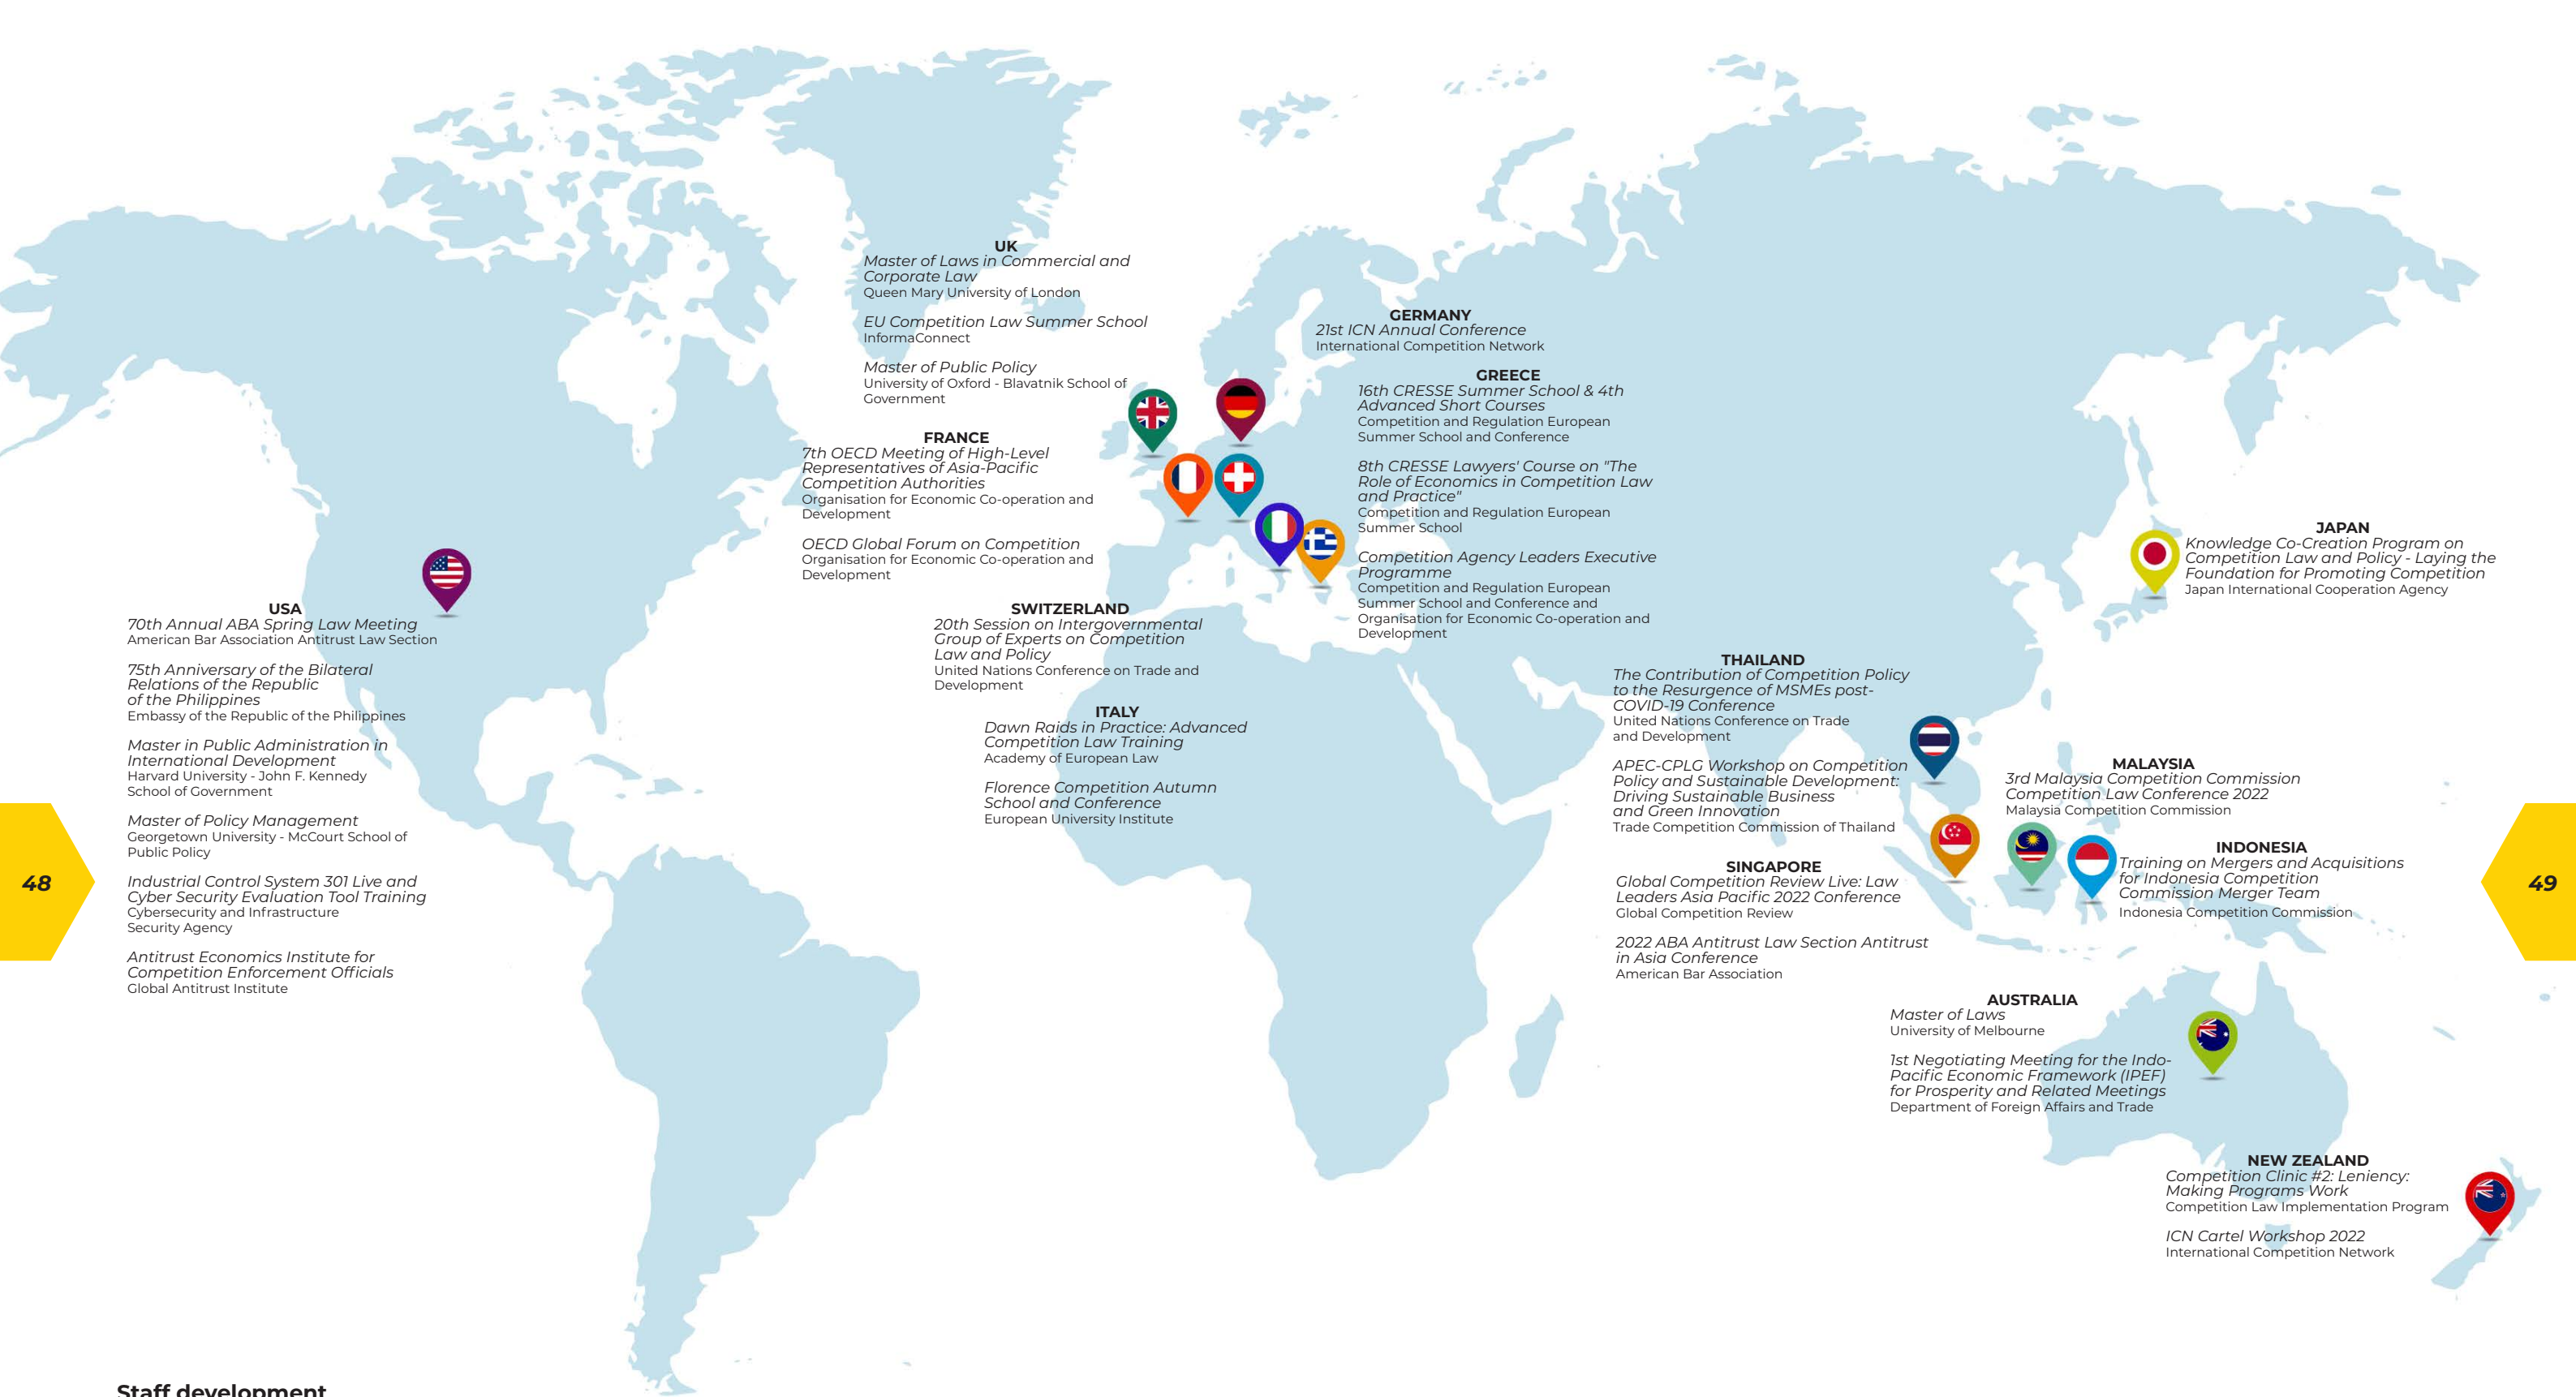 UK
Master of Laws in Commercial and
Corporate Law
Queen Mary University of London
EU Competition Law Summer School
InformaConnect
Master of Public Policy
University of Oxford - Blavatnik School of
Government
GERMANY
21st ICN Annual Conference
International Competition Network
GREECE
16th CRESSE Summer School & 4th
Advanced Short Courses
Competition and Regulation European
Summer School and Conference
8th CRESSE Lawyers' Course on "The
Role of Economics in Competition Law
and Practice"
Competition and Regulation European
Summer School
Competition Agency Leaders Executive
Programme
Competition and Regulation European
Summer School and Conference and
Organisation for Economic Co-operation and
Development
FRANCE
7th OECD Meeting of High-Level
Representatives of Asia-Pacific
Competition Authorities
Organisation for Economic Co-operation and
Development
OECD Global Forum on Competition
Organisation for Economic Co-operation and
Development
JAPAN
Knowledge Co-Creation Program on
Competition Law and Policy - Laying the
Foundation for Promoting Competition
Japan International Cooperation Agency
USA
70th Annual ABA Spring Law Meeting
American Bar Association Antitrust Law Section
75th Anniversary of the Bilateral
Relations of the Republic
of the Philippines
Embassy of the Republic of the Philippines
Master in Public Administration in
International Development
Harvard University - John F. Kennedy
School of Government
Master of Policy Management
Georgetown University - McCourt School of
Public Policy
Industrial Control System 301 Live and
Cyber Security Evaluation Tool Training
Cybersecurity and Infrastructure
Security Agency
Antitrust Economics Institute for
Competition Enforcement Officials
Global Antitrust Institute
SWITZERLAND
20th Session on Intergovernmental
Group of Experts on Competition
Law and Policy
United Nations Conference on Trade and
Development
ITALY
Dawn Raids in Practice: Advanced
Competition Law Training
Academy of European Law
Florence Competition Autumn
School and Conference
European University Institute
THAILAND
The Contribution of Competition Policy
to the Resurgence of MSMEs post-
COVID-19 Conference
United Nations Conference on Trade
and Development
APEC-CPLG Workshop on Competition
Policy and Sustainable Development:
Driving Sustainable Business
and Green Innovation
Trade Competition Commission of Thailand
MALAYSIA
3rd Malaysia Competition Commission
Competition Law Conference 2022
Malaysia Competition Commission
INDONESIA
Training on Mergers and Acquisitions
for Indonesia Competition
Commission Merger Team
Indonesia Competition Commission
SINGAPORE
Global Competition Review Live: Law
Leaders Asia Pacific 2022 Conference
Global Competition Review
2022 ABA Antitrust Law Section Antitrust
in Asia Conference
American Bar Association
AUSTRALIA
Master of Laws
University of Melbourne
1st Negotiating Meeting for the Indo-
Pacific Economic Framework (IPEF)
for Prosperity and Related Meetings
Department of Foreign Affairs and Trade
NEW ZEALAND
Competition Clinic #2: Leniency:
Making Programs Work
Competition Law Implementation Program
ICN Cartel Workshop 2022
International Competition Network
48
49
Staff development